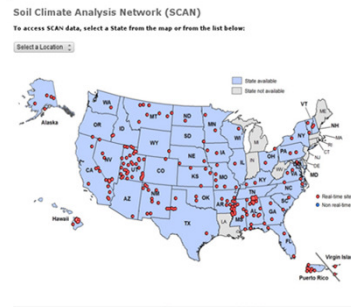 Soil Climate Analysis Network (SCAN)
To access SCAN data, select a State from the map or from the list below:
Select a Location
State available
State not available
Alaska
Hawaii
WA
OR
CA
NV
ID
MT
WY
UT
AZ
CO
NM
ND
SD
NE
KS
OK
TX
MN
IA
MO
AR
LA
WI
IL
MI
IN
OH
KY
TN
MS
AL
GA
FL
SC
NC
VA
PA
NY
VT
ME
NH
MA
RI
CT
NJ
DE
MD
Real-time site
Non real-time
Virgin Isla
Puerto Rico